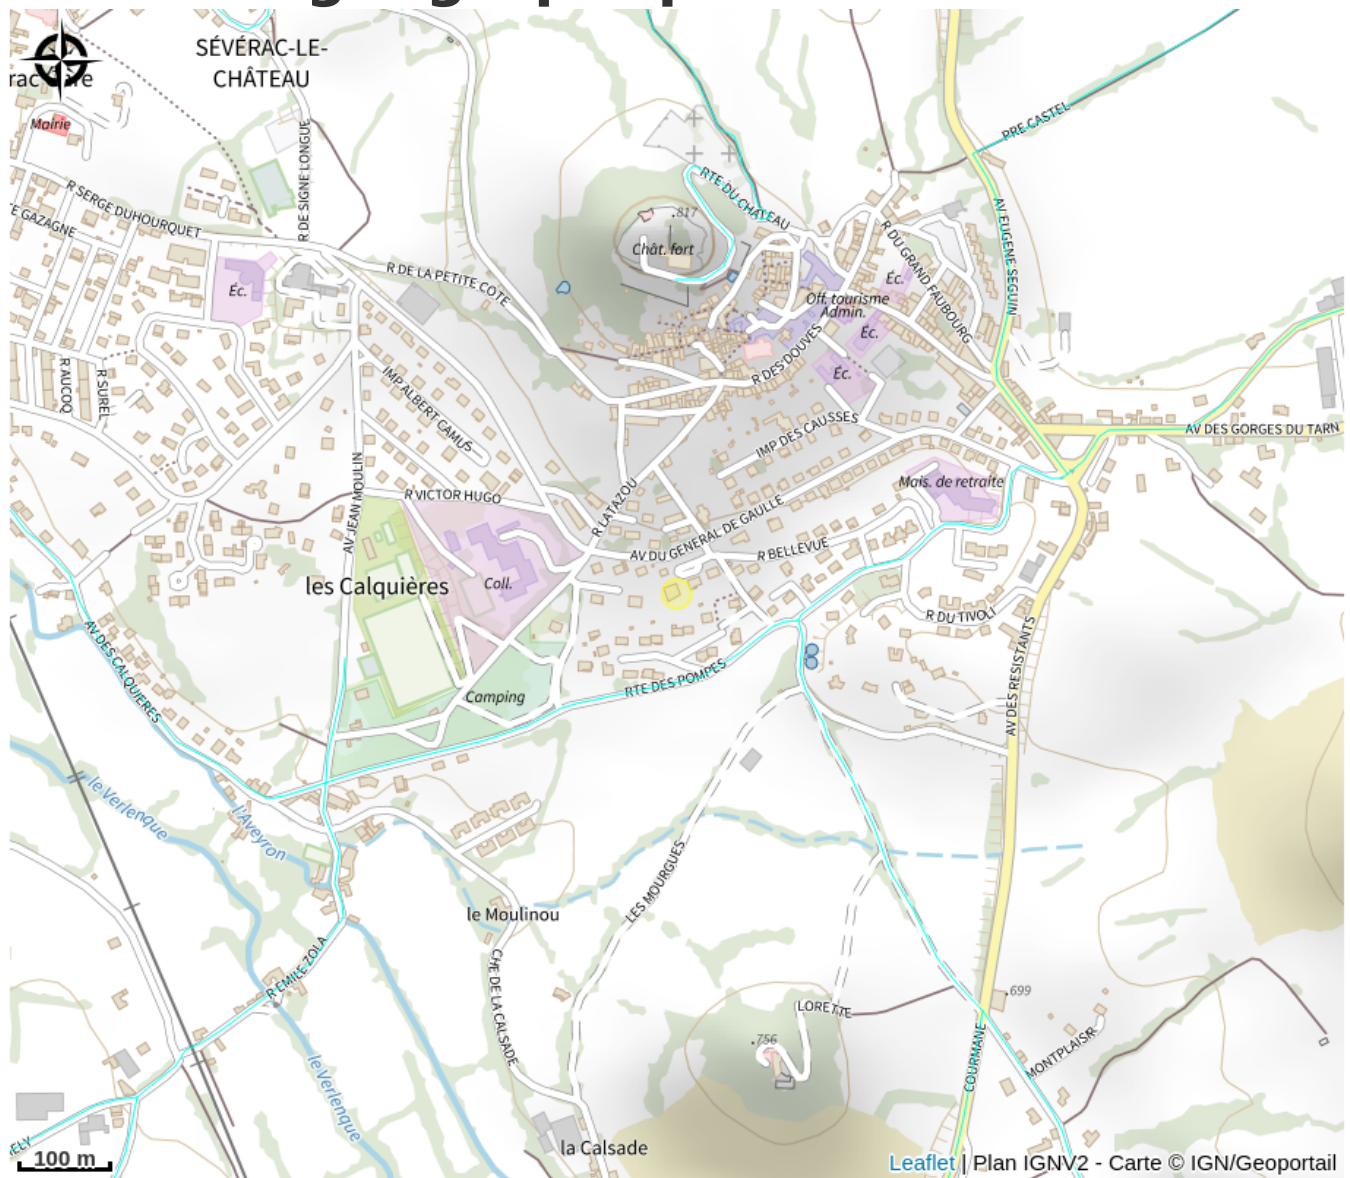 SÉVÉRAC-LE-
CHÂTEAU
Mairie
R SERGE DUHOURQUET
E GAZAGNE
R DE SIGNE LONGUE
PRE CASTEL
RTE DU CHATEAU
.817
Chât. fort
R DE LA PETITE COTE
Éc.
R DU GRAND FAUBOURG
AV EUGENE SEGUIN
Éc.
Off. tourisme
Admin.
Éc.
Éc.
R DES DOUVES
R AUCOQ
R SUREL
IMP ALBERT CAMUS
IMP DES CAUSSES
AV DES GORGES DU TARN
AV JEAN MOULIN
R VICTOR HUGO
R LATAZOU
Mais. de retraite
AV DU GENERAL DE GAULLE
R BELLEVUE
les Calquières
Coll.
R DU TIVOLI
AV DES CALQUIERES
AV DES RESISTANTS
Camping
RTE DES POMPES
le Verlenque
l'Aveyron
LES MOURGUES
le Moulinou
R EMILE ZOLA
CHE DE LA CALSADE
.699
LORETTE
.756
COURMANE
MONTPLAISIR
le Verlenque
la Calsade
ELY
100 m
Leaflet | Plan IGNV2 - Carte © IGN/Geoportail